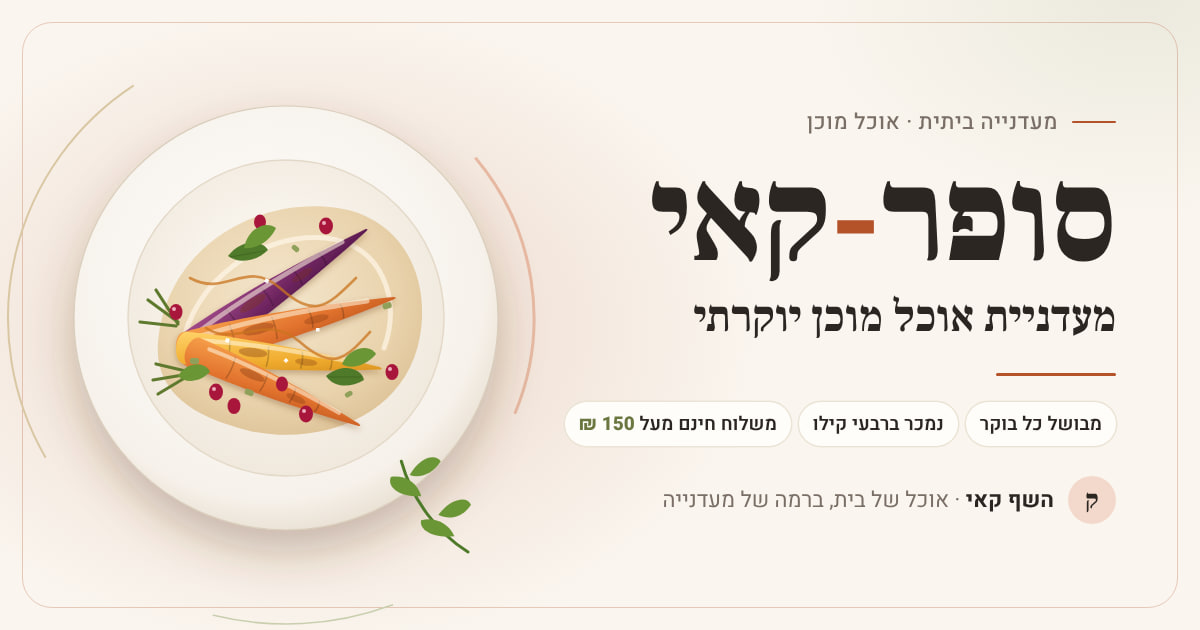 מעדנייה ביתית · אוכל מוכן
סופר-קאי
מעדניית אוכל מוכן יוקרתי
מבושל כל בוקר
נמכר ברבעי קילו
משלוח חינם מעל 150 ₪
ק
השף קאי · אוכל של בית, ברמה של מעדנייה